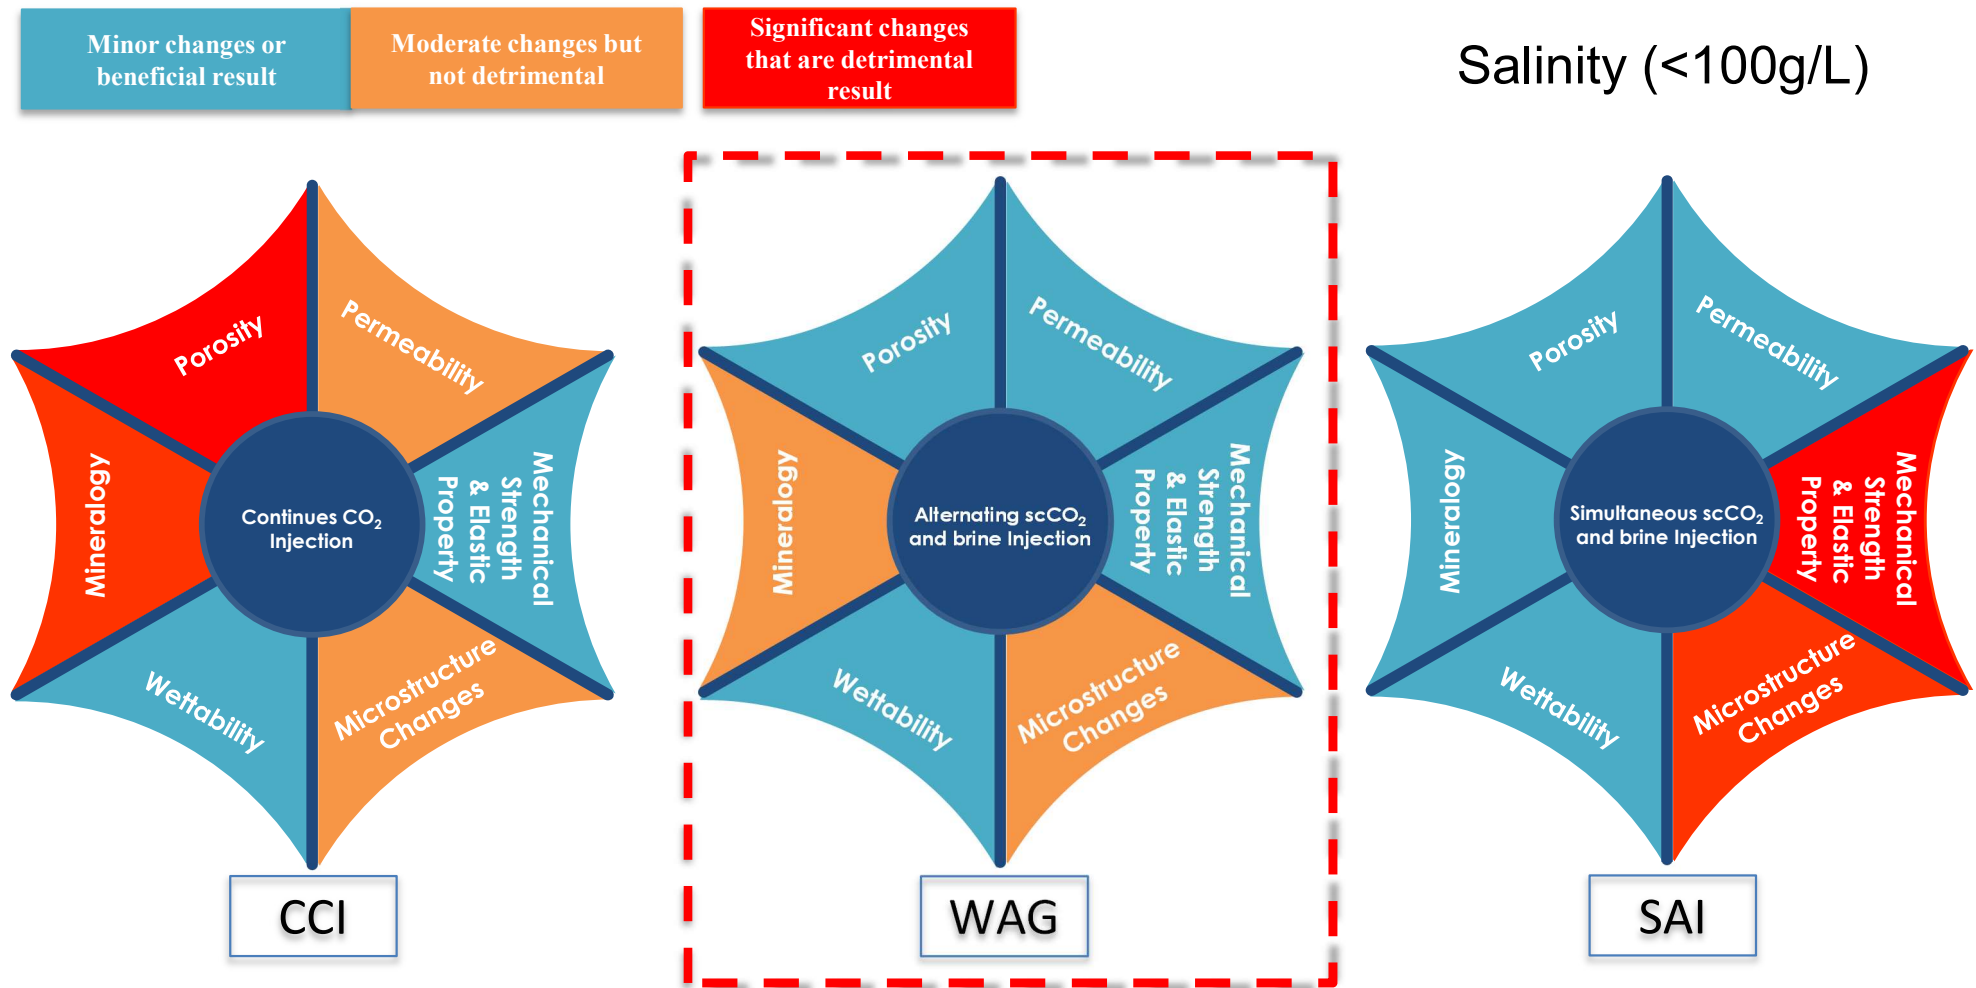 Minor changes or
beneficial result
Moderate changes but
not detrimental
Significant changes
that are detrimental
result
Salinity (<100g/L)
Porosity
Permeability
Mechanical
Strength
& Elastic
Property
Microstructure
Changes
Wettability
Mineralogy
Continues CO₂
Injection
CCI
Porosity
Permeability
Mechanical
Strength
& Elastic
Property
Microstructure
Changes
Wettability
Mineralogy
Alternating scCO₂
and brine Injection
WAG
Porosity
Permeability
Mechanical
Strength
& Elastic
Property
Microstructure
Changes
Wettability
Mineralogy
Simultaneous scCO₂
and brine Injection
SAI